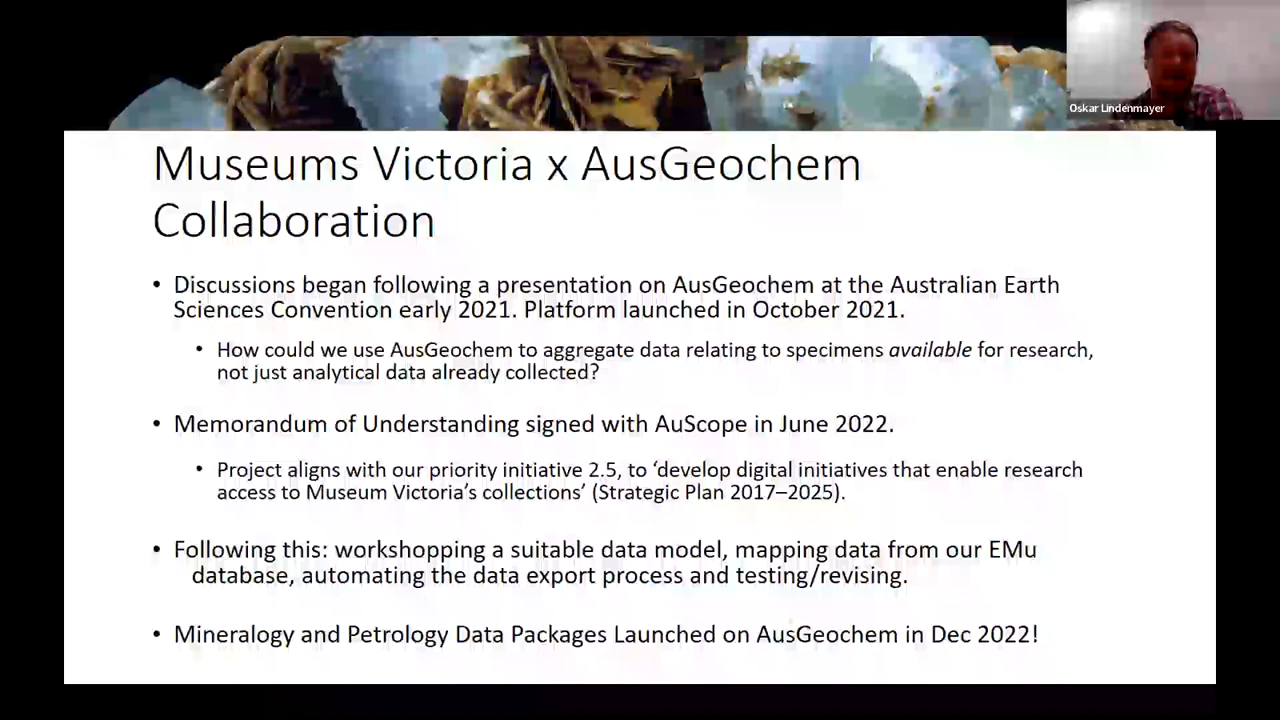 Oskar Lindenmayer
Museums Victoria x AusGeochem
Collaboration
• Discussions began following a presentation on AusGeochem at the Australian Earth
Sciences Convention early 2021. Platform launched in October 2021.
• How could we use AusGeochem to aggregate data relating to specimens available for research,
not just analytical data already collected?
• Memorandum of Understanding signed with AuScope in June 2022.
• Project aligns with our priority initiative 2.5, to ‘develop digital initiatives that enable research
access to Museum Victoria’s collections’ (Strategic Plan 2017–2025).
• Following this: workshopping a suitable data model, mapping data from our EMu
database, automating the data export process and testing/revising.
• Mineralogy and Petrology Data Packages Launched on AusGeochem in Dec 2022!